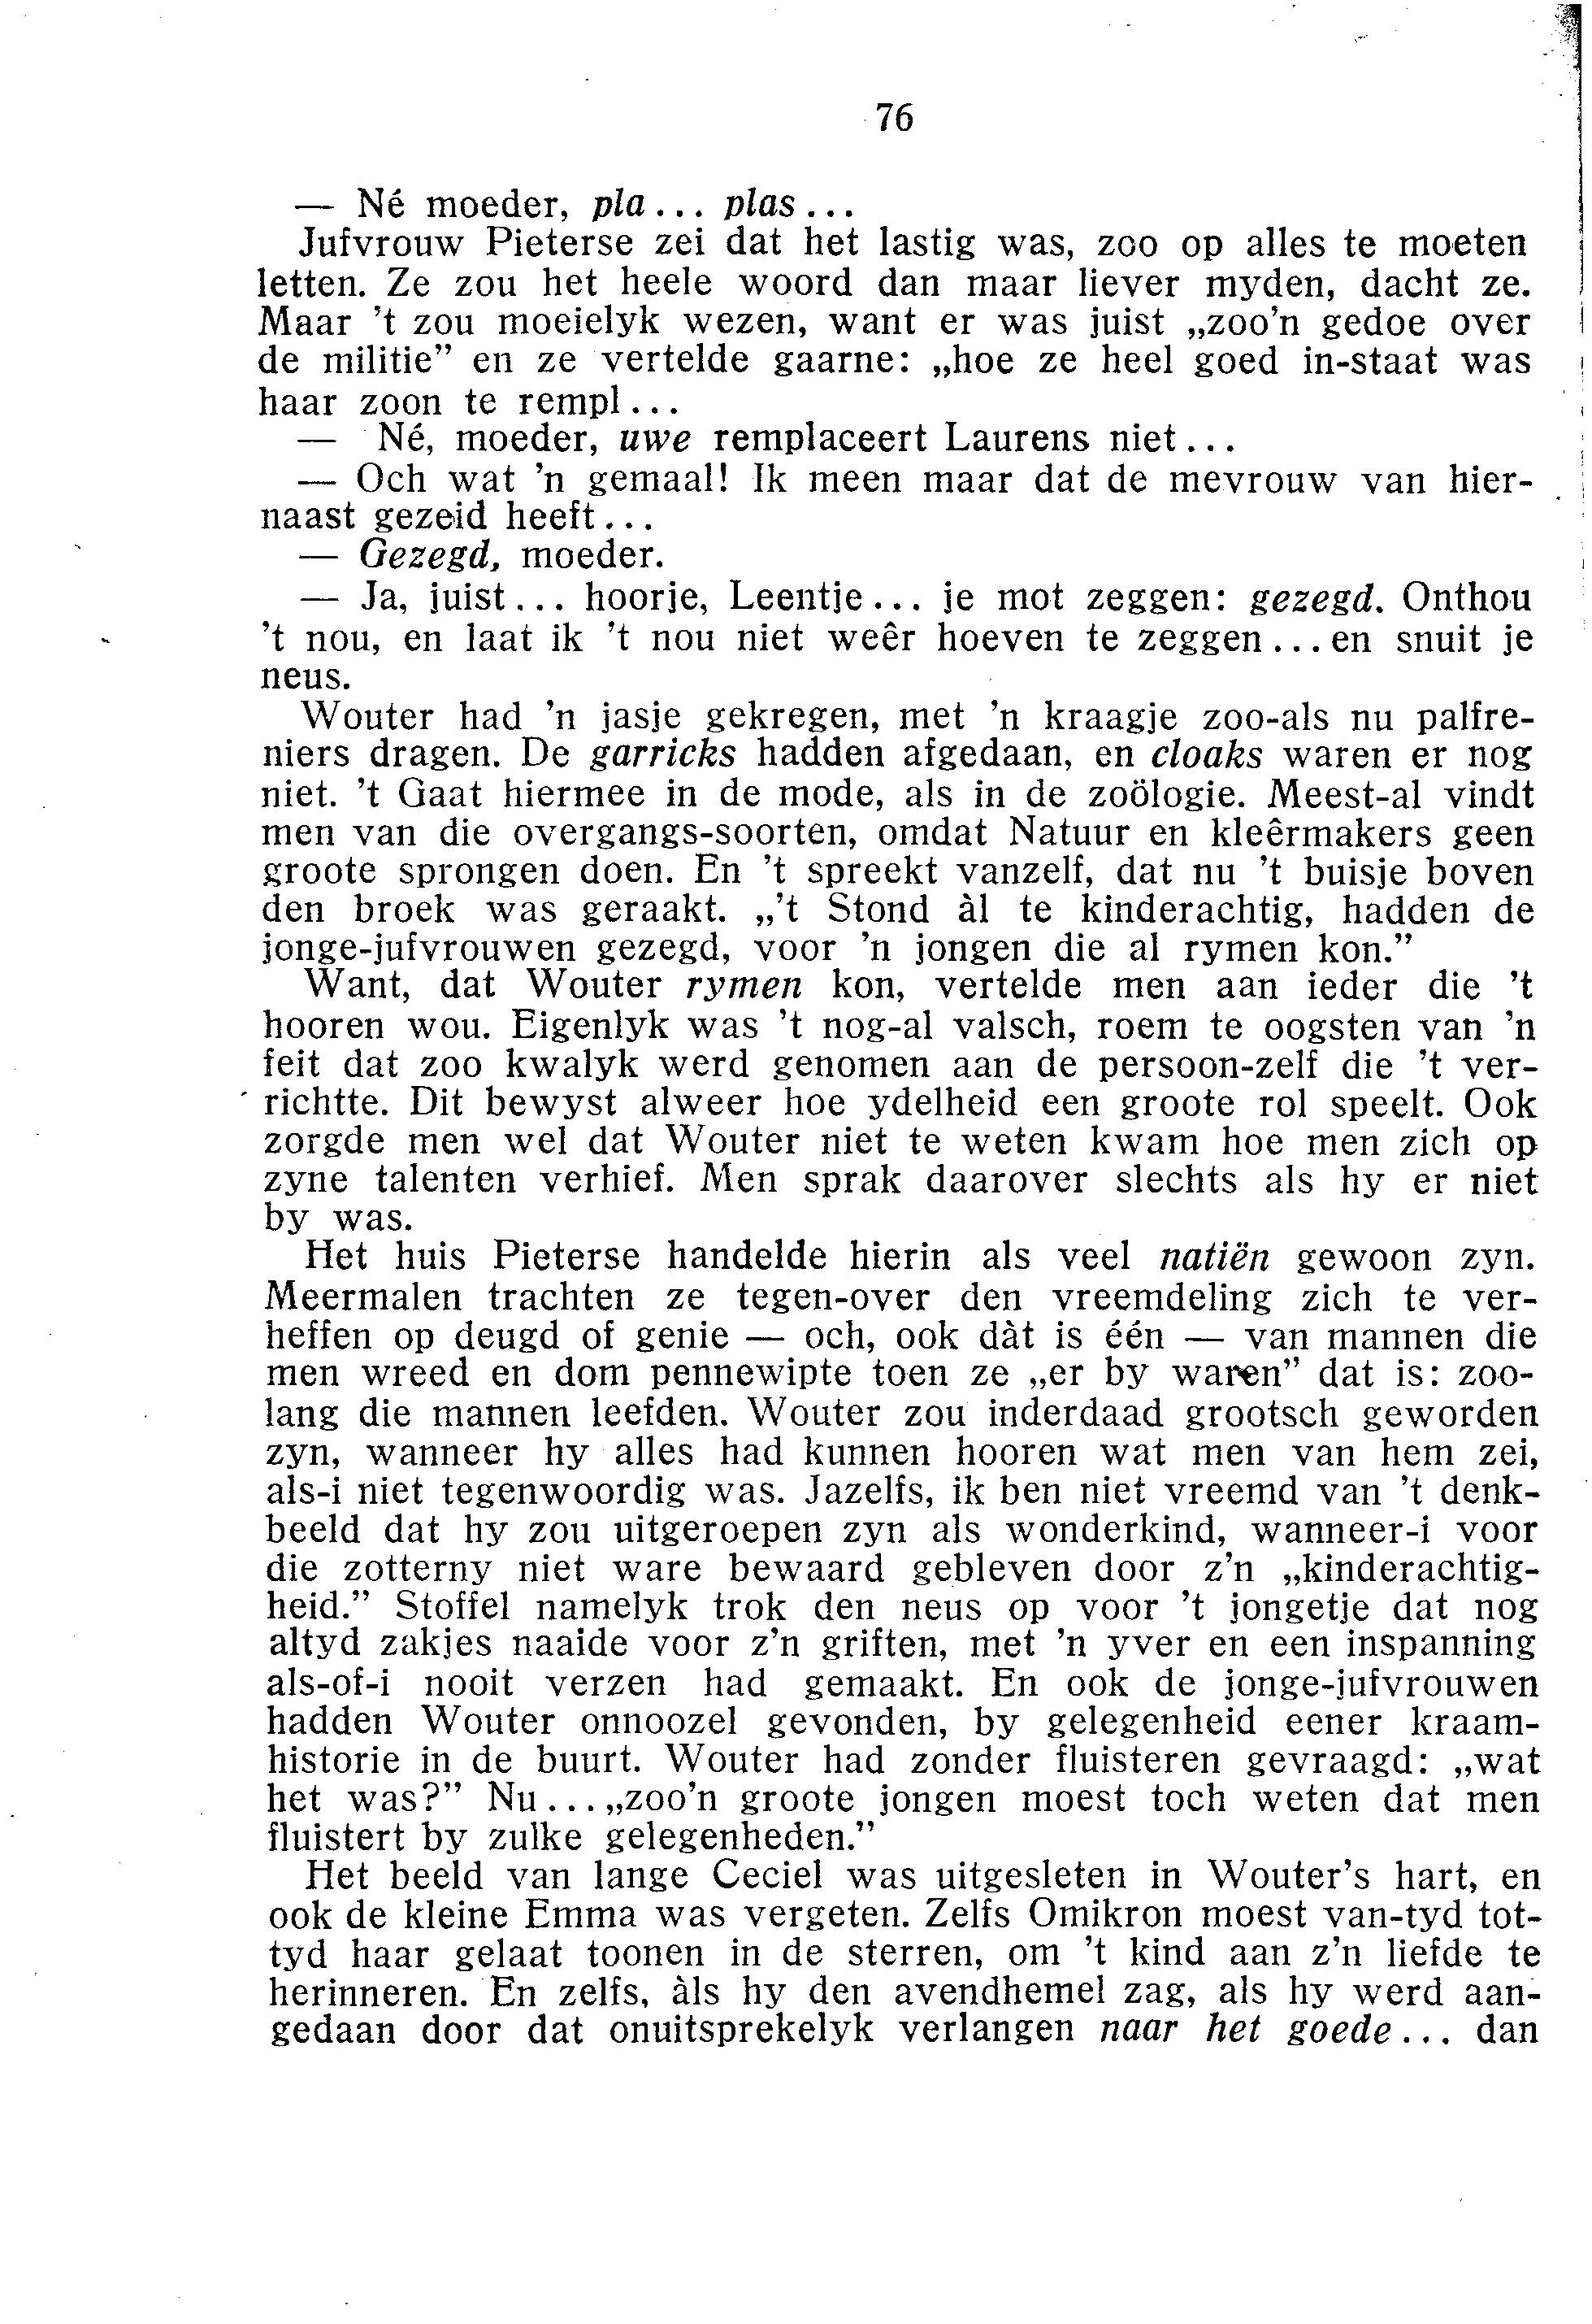 76
— Né moeder, pla... plas...
Jufvrouw Pieterse zei dat het lastig was, zoo op alles te moeten
letten. Ze zou het heele woord dan maar liever myden, dacht ze.
Maar 't zou moeielyk wezen, want er was juist „zoo'n gedoe over
de militie” en ze vertelde gaarne: „hoe ze heel goed in-staat was
haar zoon te rempl...
— Né, moeder, uwe remplaceert Laurens niet...
— Och wat 'n gemaal! Ik meen maar dat de mevrouw van hier-
naast gezeid heeft...
— Gezegd, moeder.
— Ja, juist... hoorje, Leentje... je mot zeggen: gezegd. Onthou
't nou, en laat ik 't nou niet weêr hoeven te zeggen...en snuit je
neus.
Wouter had 'n jasje gekregen, met 'n kraagje zoo-als nu palfre-
niers dragen. De garricks hadden afgedaan, en cloaks waren er nog
niet. 't Gaat hiermee in de mode, als in de zoölogie. Meest-al vindt
men van die overgangs-soorten, omdat Natuur en kleêrmakers geen
groote sprongen doen. En 't spreekt vanzelf, dat nu 't buisje boven
den broek was geraakt. „'t Stond àl te kinderachtig, hadden de
jonge-jufvrouwen gezegd, voor 'n jongen die al rymen kon.”
Want, dat Wouter rymen kon, vertelde men aan ieder die 't
hooren wou. Eigenlyk was 't nog-al valsch, roem te oogsten van 'n
feit dat zoo kwalyk werd genomen aan de persoon-zelf die 't ver-
richtte. Dit bewyst alweer hoe ydelheid een groote rol speelt. Ook
zorgde men wel dat Wouter niet te weten kwam hoe men zich op
zyne talenten verhief. Men sprak daarover slechts als hy er niet
by was.
Het huis Pieterse handelde hierin als veel natiën gewoon zyn.
Meermalen trachten ze tegen-over den vreemdeling zich te ver-
heffen op deugd of genie — och, ook dàt is één — van mannen die
men wreed en dom pennewipte toen ze „er by waren” dat is: zoo-
lang die mannen leefden. Wouter zou inderdaad grootsch geworden
zyn, wanneer hy alles had kunnen hooren wat men van hem zei,
als-i niet tegenwoordig was. Jazelfs, ik ben niet vreemd van 't denk-
beeld dat hy zou uitgeroepen zyn als wonderkind, wanneer-i voor
die zotterny niet ware bewaard gebleven door z'n „kinderachtig-
heid.” Stoffel namelyk trok den neus op voor 't jongetje dat nog
altyd zakjes naaide voor z'n griften, met 'n yver en een inspanning
als-of-i nooit verzen had gemaakt. En ook de jonge-jufvrouwen
hadden Wouter onnoozel gevonden, by gelegenheid eener kraam-
historie in de buurt. Wouter had zonder fluisteren gevraagd: „wat
het was?” Nu...„zoo'n groote jongen moest toch weten dat men
fluistert by zulke gelegenheden.”
Het beeld van lange Ceciel was uitgesleten in Wouter's hart, en
ook de kleine Emma was vergeten. Zelfs Omikron moest van-tyd tot-
tyd haar gelaat toonen in de sterren, om 't kind aan z'n liefde te
herinneren. En zelfs, àls hy den avendhemel zag, als hy werd aan-
gedaan door dat onuitsprekelyk verlangen naar het goede... dan